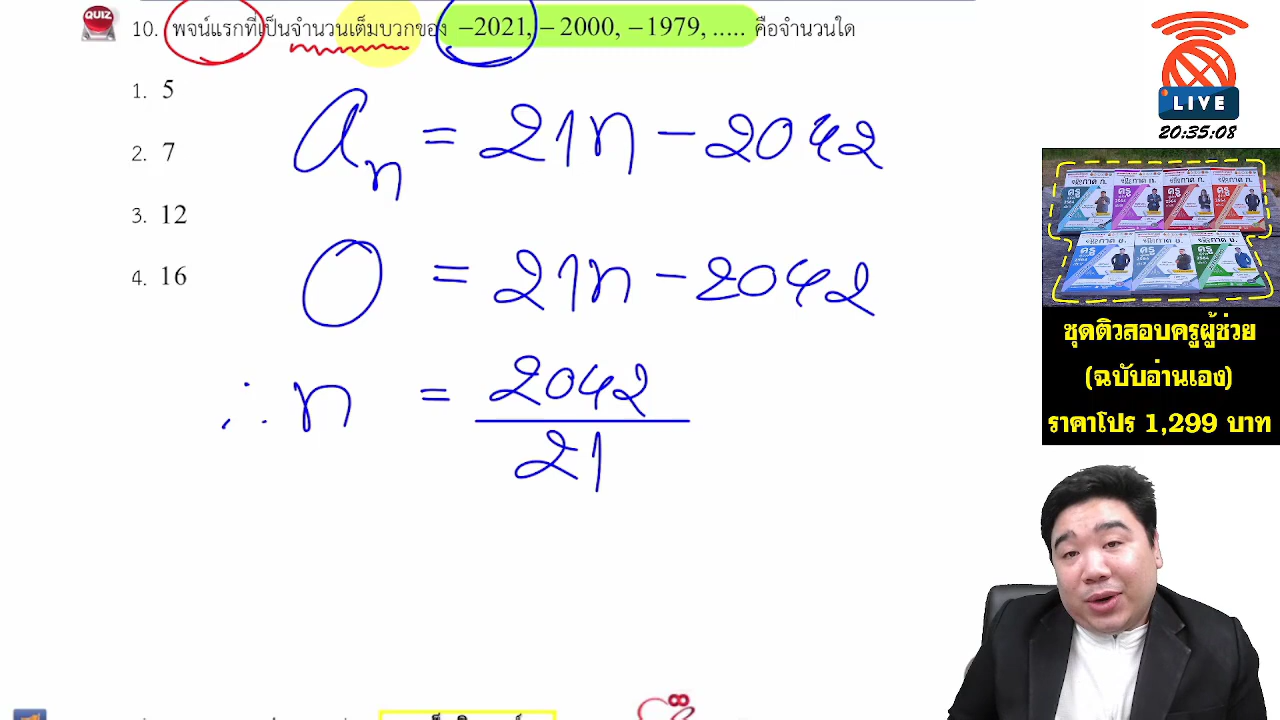 QUIZ
10. พจน์แรกที่เป็นจำนวนเต็มบวกของ −2021, − 2000, −1979, ..... คือจำนวนใด
1. 5
2. 7
3. 12
4. 16
aₙ = 21n − 2042
0 = 21n − 2042
∴ n = 2042/21
LIVE
20:35:08
ชุดติวสอบครูผู้ช่วย
(ฉบับอ่านเอง)
ราคาโปร 1,299 บาท